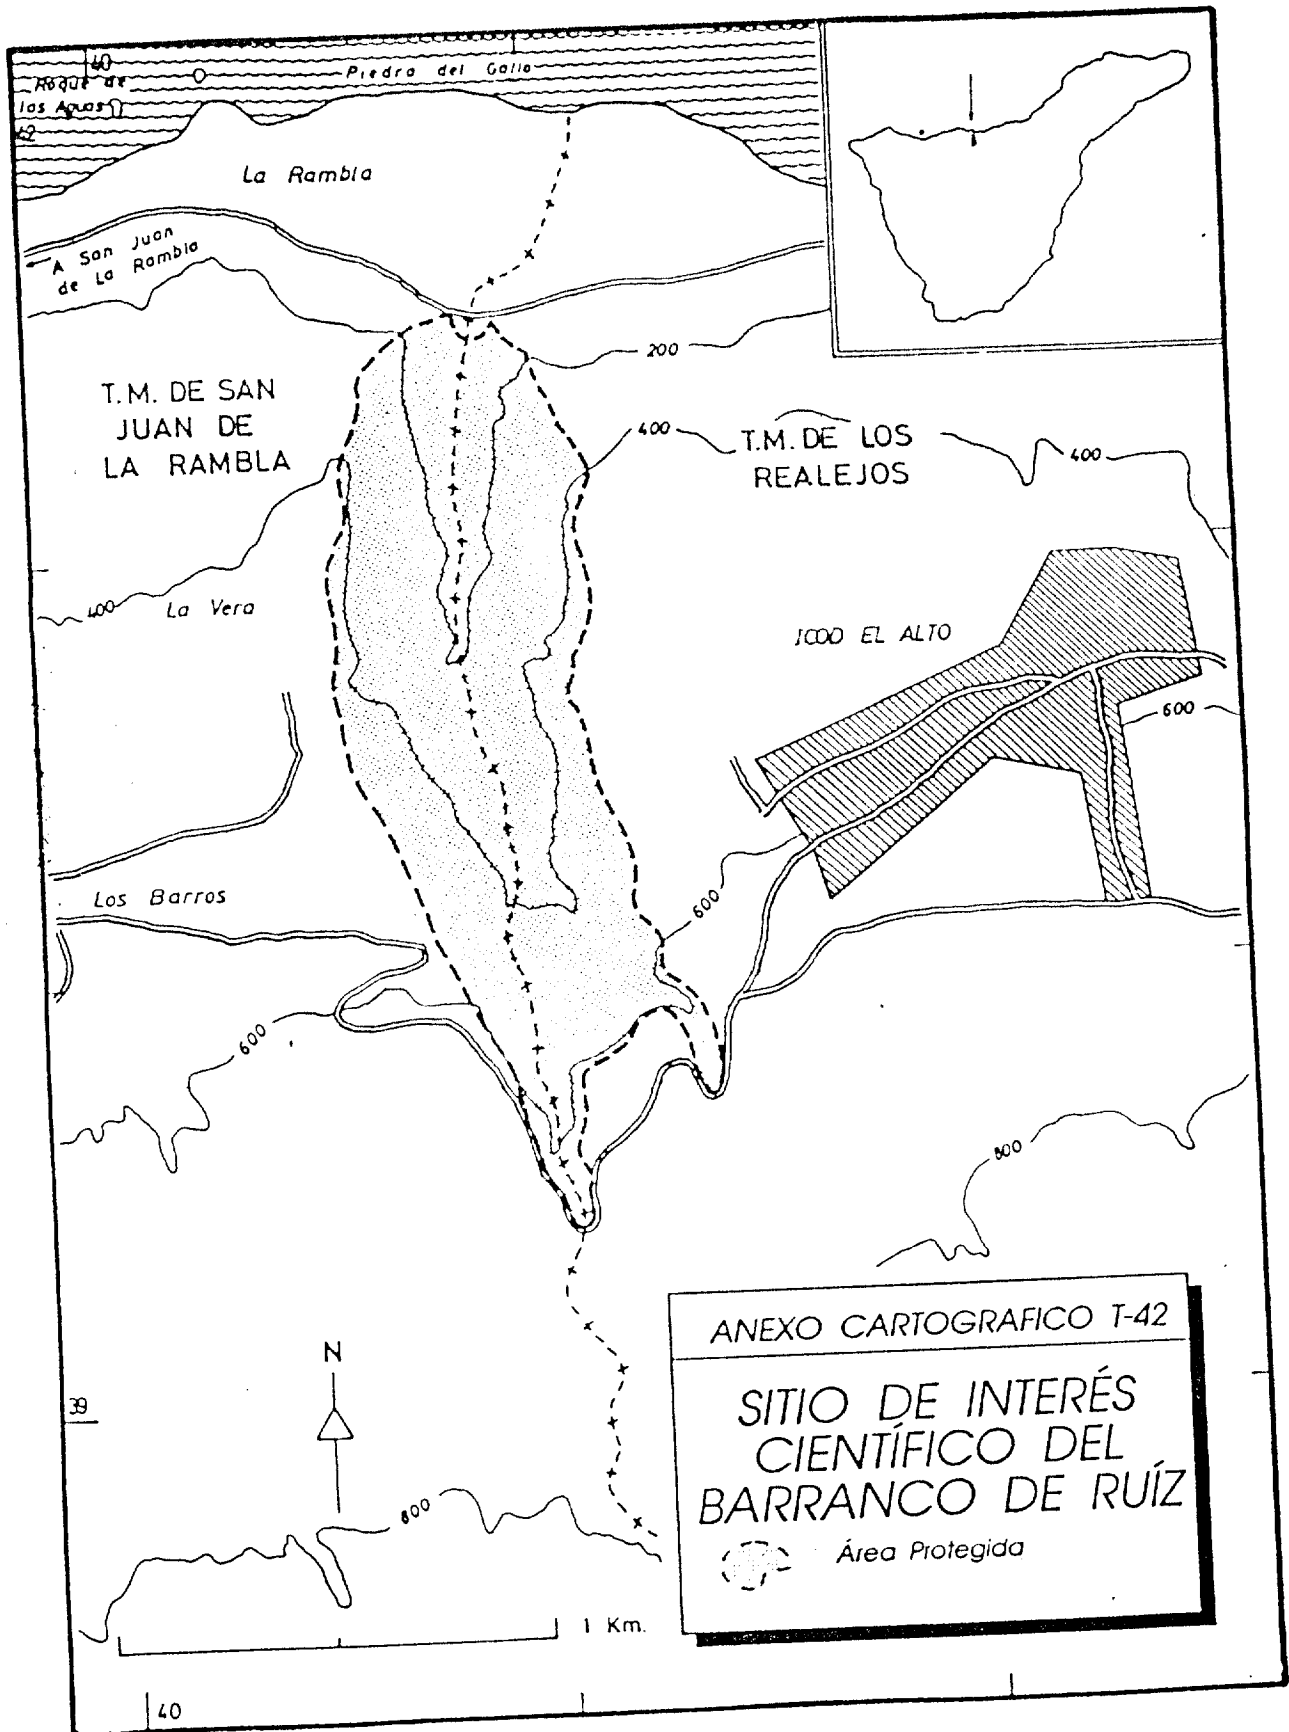 40
Roque de
las Aguas
42
Piedra del Gallo
La Rambla
A San Juan
de La Rambla
200
T.M. DE SAN
JUAN DE
LA RAMBLA
400
T.M. DE LOS
REALEJOS
400
400
La Vera
ICOD EL ALTO
600
Los Barros
600
600
800
ANEXO CARTOGRAFICO T-42
SITIO DE INTERÉS
CIENTÍFICO DEL
BARRANCO DE RUÍZ
Área Protegida
N
39
800
1 Km.
40